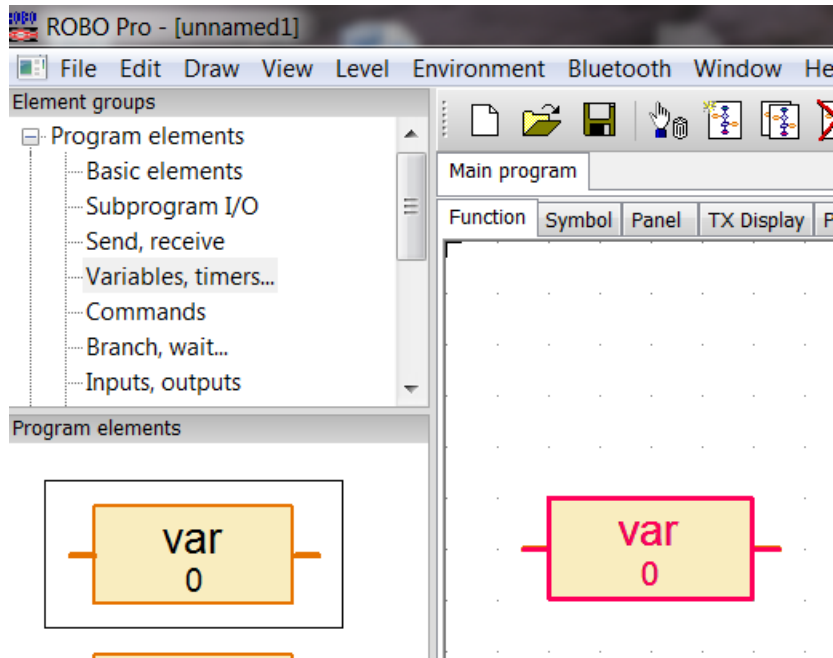 ROBO
ROBO Pro - [unnamed1]
File Edit Draw View Level Environment Bluetooth Window He
Element groups
Program elements
Basic elements
Subprogram I/O
Send, receive
Variables, timers...
Commands
Branch, wait...
Inputs, outputs
Program elements
var
0
Main program
Function Symbol Panel TX Display P
var
0